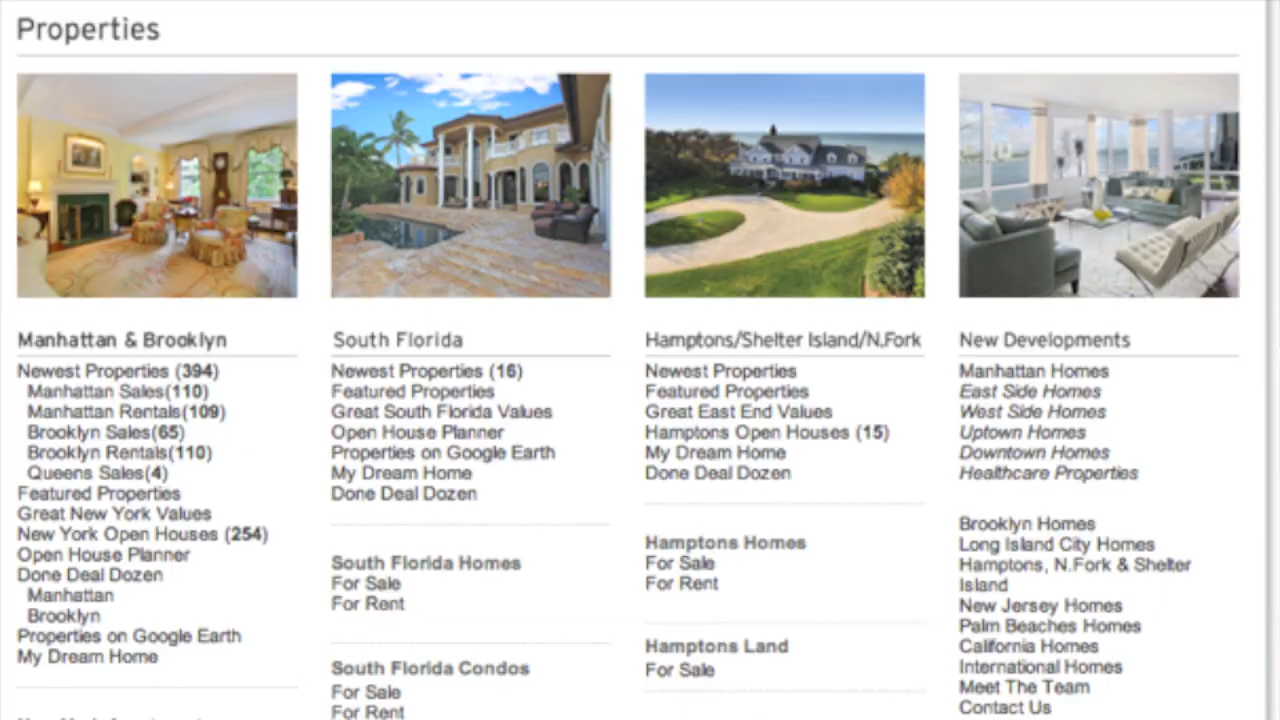 Properties
Manhattan & Brooklyn
Newest Properties (394)
Manhattan Sales(110)
Manhattan Rentals(109)
Brooklyn Sales(65)
Brooklyn Rentals(110)
Queens Sales(4)
Featured Properties
Great New York Values
New York Open Houses (254)
Open House Planner
Done Deal Dozen
Manhattan
Brooklyn
Properties on Google Earth
My Dream Home
South Florida
Newest Properties (16)
Featured Properties
Great South Florida Values
Open House Planner
Properties on Google Earth
My Dream Home
Done Deal Dozen
South Florida Homes
For Sale
For Rent
South Florida Condos
For Sale
For Rent
Hamptons/Shelter Island/N.Fork
Newest Properties
Featured Properties
Great East End Values
Hamptons Open Houses (15)
My Dream Home
Done Deal Dozen
Hamptons Homes
For Sale
For Rent
Hamptons Land
For Sale
New Developments
Manhattan Homes
East Side Homes
West Side Homes
Uptown Homes
Downtown Homes
Healthcare Properties
Brooklyn Homes
Long Island City Homes
Hamptons, N.Fork & Shelter
Island
New Jersey Homes
Palm Beaches Homes
California Homes
International Homes
Meet The Team
Contact Us